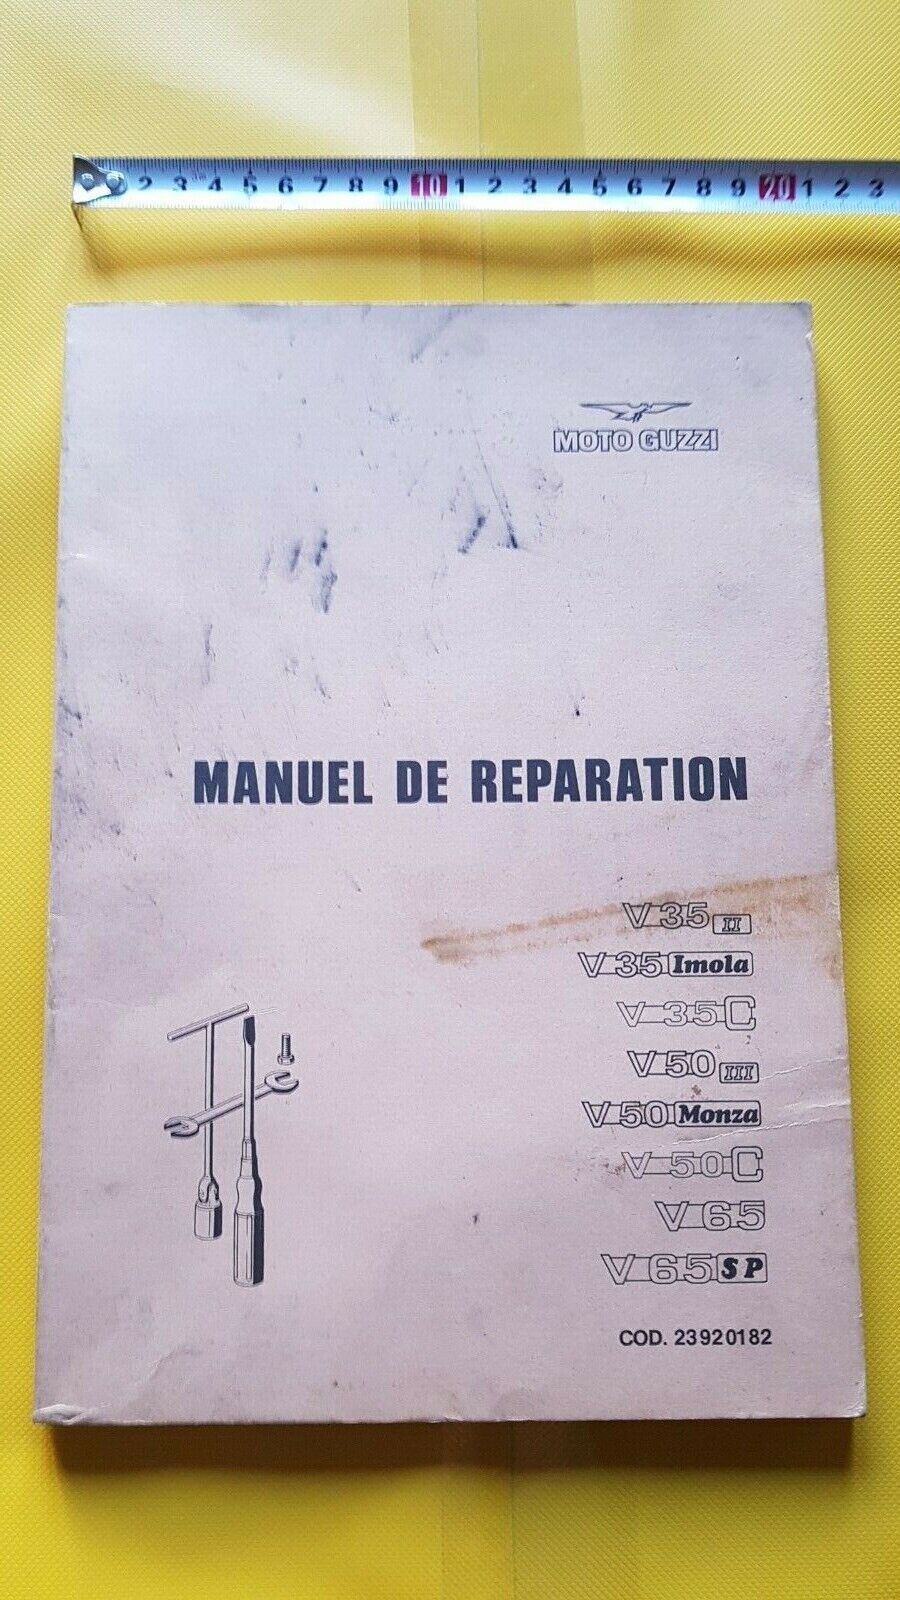 2 3 4 5 6 7 8 9 10 1 2 3 4 5 6 7 8 9 20 1 2 3
MOTO GUZZI
MANUEL DE REPARATION
V35 II
V35 Imola
V35C
V50 III
V50 Monza
V50C
V65
V65 SP
COD. 23920182